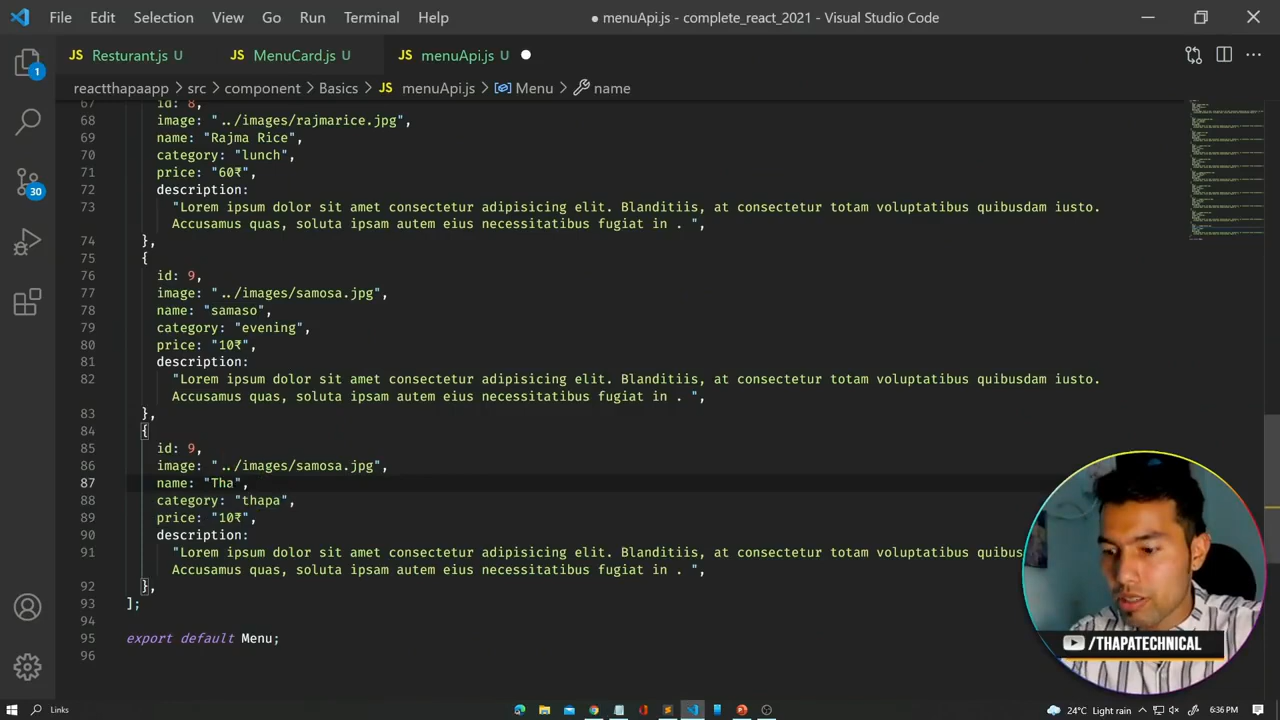 File Edit Selection View Go Run Terminal Help
● menuApi.js - complete_react_2021 - Visual Studio Code
JS Resturant.js U
JS MenuCard.js U
JS menuApi.js U
reactthapaapp > src > component > Basics > JS menuApi.js > Menu > name
67 id: 8,
68 image: "../images/rajmarice.jpg",
69 name: "Rajma Rice",
70 category: "lunch",
71 price: "60₹",
72 description:
73 "Lorem ipsum dolor sit amet consectetur adipisicing elit. Blanditiis, at consectetur totam voluptatibus quibusdam iusto.
Accusamus quas, soluta ipsam autem eius necessitatibus fugiat in . ",
74 },
75 {
76 id: 9,
77 image: "../images/samosa.jpg",
78 name: "samaso",
79 category: "evening",
80 price: "10₹",
81 description:
82 "Lorem ipsum dolor sit amet consectetur adipisicing elit. Blanditiis, at consectetur totam voluptatibus quibusdam iusto.
Accusamus quas, soluta ipsam autem eius necessitatibus fugiat in . ",
83 },
84 {
85 id: 9,
86 image: "../images/samosa.jpg",
87 name: "Tha",
88 category: "thapa",
89 price: "10₹",
90 description:
91 "Lorem ipsum dolor sit amet consectetur adipisicing elit. Blanditiis, at consectetur totam voluptatibus quibus
Accusamus quas, soluta ipsam autem eius necessitatibus fugiat in . ",
92 },
93 ];
94
95 export default Menu;
96
1
30
/THAPATECHNICAL
Links
24°C Light rain
6:36 PM